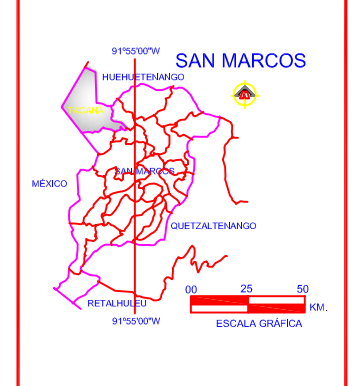 91°55'00"W
SAN MARCOS
HUEHUETENANGO
SAN MARCOS
MÉXICO
QUETZALTENANGO
RETALHULEU
00 25 50
KM.
ESCALA GRÁFICA
91°55'00"W